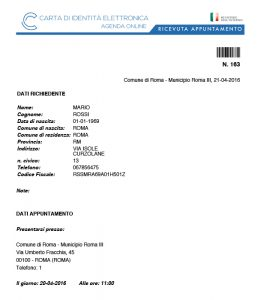 CARTA DI IDENTITÀ ELETTRONICA
AGENDA ONLINE
RICEVUTA APPUNTAMENTO
N. 163
Comune di Roma - Municipio Roma III, 21-04-2016
DATI RICHIEDENTE
Nome: MARIO
Cognome: ROSSI
Data di nascita: 01-01-1969
Comune di nascita: ROMA
Comune di residenza: ROMA
Provincia: RM
Indirizzo: VIA ISOLE CURZOLANE
n. civico: 13
Telefono: 067856475
Codice Fiscale: RSSMRA69A01H501Z
Note:
DATI APPUNTAMENTO
Presentarsi presso:
Comune di Roma - Municipio Roma III
Via Umberto Fracchia, 45
00100 - ROMA (ROMA)
Telefono: 1
Il giorno: 29-04-2016 Alle ore: 11:00